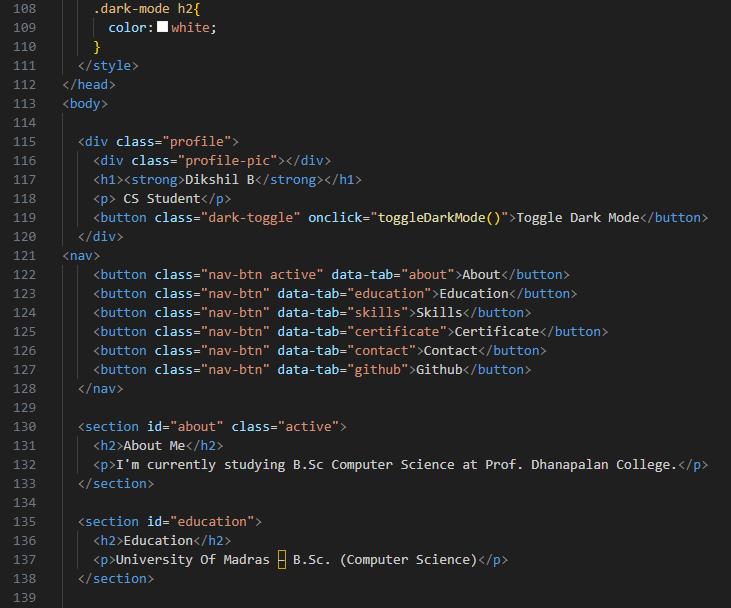 108 .dark-mode h2{
109 color: white;
110 }
111 </style>
112 </head>
113 <body>
114
115 <div class="profile">
116 <div class="profile-pic"></div>
117 <h1><strong>Dikshil B</strong></h1>
118 <p> CS Student</p>
119 <button class="dark-toggle" onclick="toggleDarkMode()">Toggle Dark Mode</button>
120 </div>
121 <nav>
122 <button class="nav-btn active" data-tab="about">About</button>
123 <button class="nav-btn" data-tab="education">Education</button>
124 <button class="nav-btn" data-tab="skills">Skills</button>
125 <button class="nav-btn" data-tab="certificate">Certificate</button>
126 <button class="nav-btn" data-tab="contact">Contact</button>
127 <button class="nav-btn" data-tab="github">Github</button>
128 </nav>
129
130 <section id="about" class="active">
131 <h2>About Me</h2>
132 <p>I'm currently studying B.Sc Computer Science at Prof. Dhanapalan College.</p>
133 </section>
134
135 <section id="education">
136 <h2>Education</h2>
137 <p>University Of Madras – B.Sc. (Computer Science)</p>
138 </section>
139